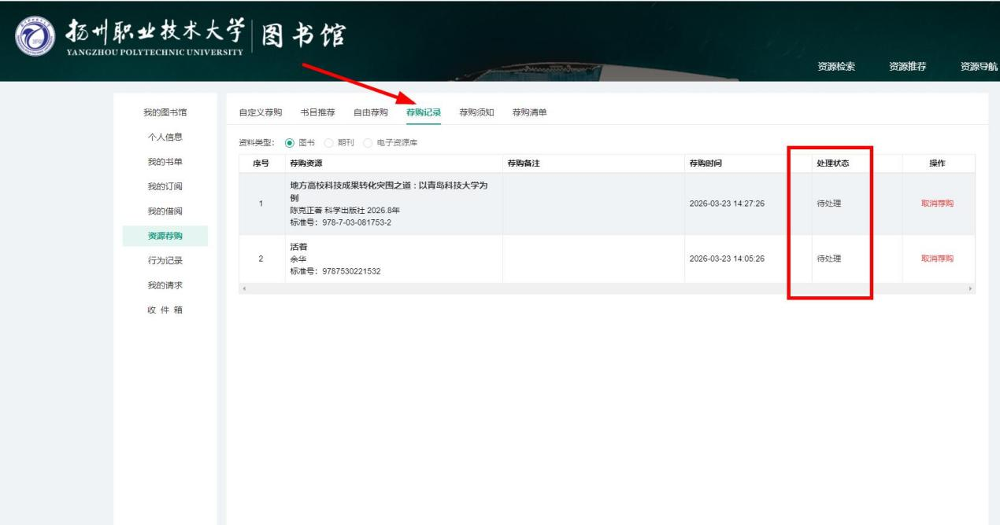 扬州职业技术大学 图书馆
YANGZHOU POLYTECHNIC UNIVERSITY
资源检索 资源推荐 资源导航
我的图书馆
个人信息
我的书单
我的订阅
我的借阅
资源荐购
行为记录
我的请求
收 件 箱
自定义荐购 书目推荐 自由荐购 荐购记录 荐购须知 荐购清单
资料类型： 图书 期刊 电子资源库
序号 荐购资源 荐购备注 荐购时间 处理状态 操作
1 地方高校科技成果转化突围之道：以青岛科技大学为
例
陈克正著 科学出版社 2026.8年
标准号：978-7-03-081753-2
2026-03-23 14:27:26 待处理 取消荐购
2 活着
余华
标准号：9787530221532
2026-03-23 14:05:26 待处理 取消荐购